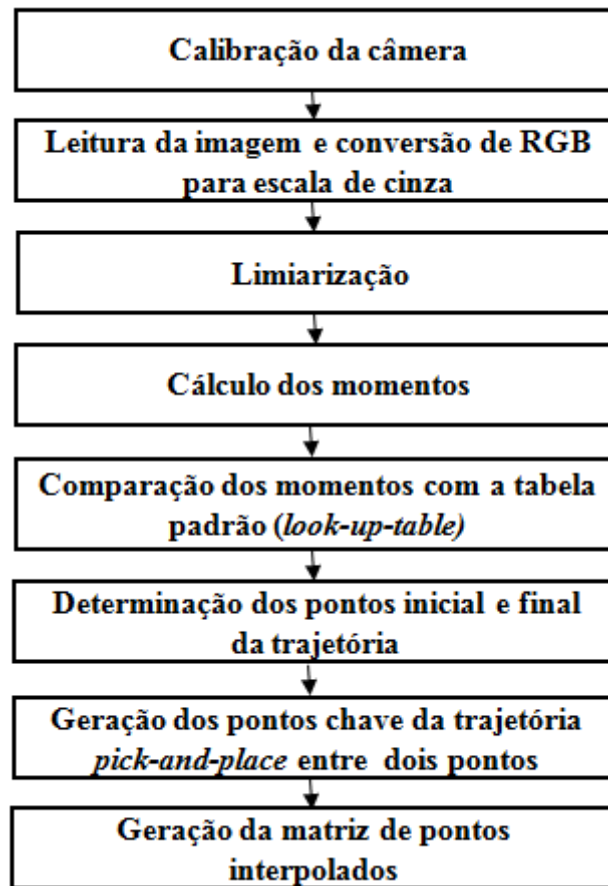 Calibração da câmera
Leitura da imagem e conversão de RGB
para escala de cinza
Limiarização
Cálculo dos momentos
Comparação dos momentos com a tabela
padrão (look-up-table)
Determinação dos pontos inicial e final
da trajetória
Geração dos pontos chave da trajetória
pick-and-place entre dois pontos
Geração da matriz de pontos
interpolados